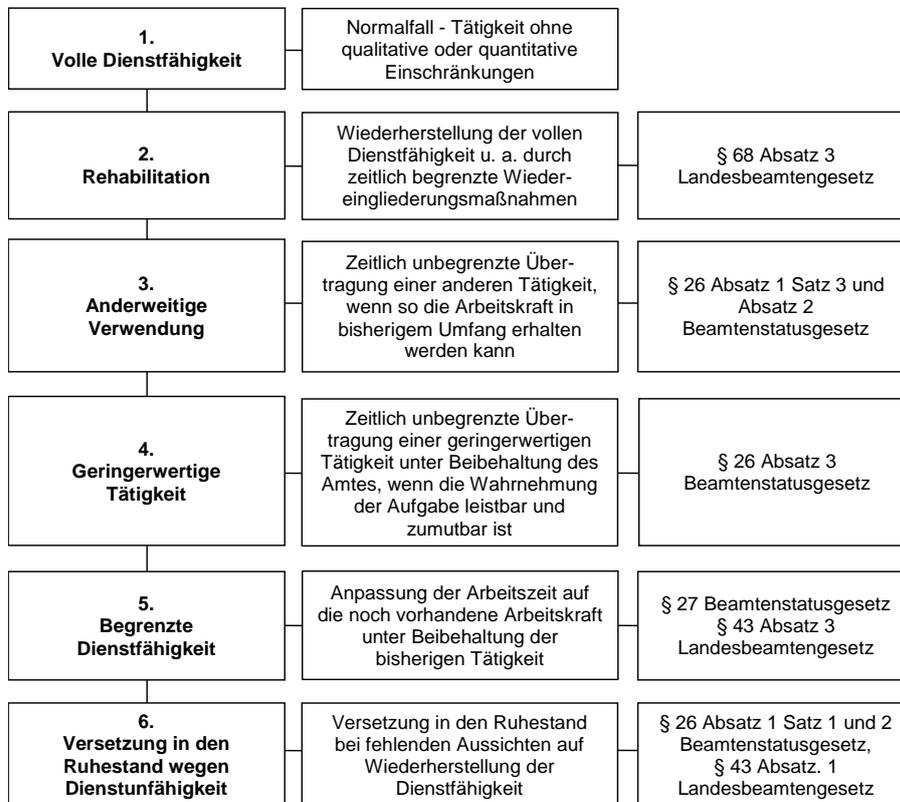 1.
Volle Dienstfähigkeit
Normalfall - Tätigkeit ohne
qualitative oder quantitative
Einschränkungen
2.
Rehabilitation
Wiederherstellung der vollen
Dienstfähigkeit u. a. durch
zeitlich begrenzte Wieder-
eingliederungsmaßnahmen
§ 68 Absatz 3
Landesbeamtengesetz
3.
Anderweitige
Verwendung
Zeitlich unbegrenzte Über-
tragung einer anderen Tätigkeit,
wenn so die Arbeitskraft in
bisherigem Umfang erhalten
werden kann
§ 26 Absatz 1 Satz 3 und
Absatz 2
Beamtenstatusgesetz
4.
Geringerwertige
Tätigkeit
Zeitlich unbegrenzte Über-
tragung einer geringerwertigen
Tätigkeit unter Beibehaltung des
Amtes, wenn die Wahrnehmung
der Aufgabe leistbar und
zumutbar ist
§ 26 Absatz 3
Beamtenstatusgesetz
5.
Begrenzte
Dienstfähigkeit
Anpassung der Arbeitszeit auf
die noch vorhandene Arbeitskraft
unter Beibehaltung der
bisherigen Tätigkeit
§ 27 Beamtenstatusgesetz
§ 43 Absatz 3
Landesbeamtengesetz
6.
Versetzung in den
Ruhestand wegen
Dienstunfähigkeit
Versetzung in den Ruhestand
bei fehlenden Aussichten auf
Wiederherstellung der
Dienstfähigkeit
§ 26 Absatz 1 Satz 1 und 2
Beamtenstatusgesetz,
§ 43 Absatz. 1
Landesbeamtengesetz